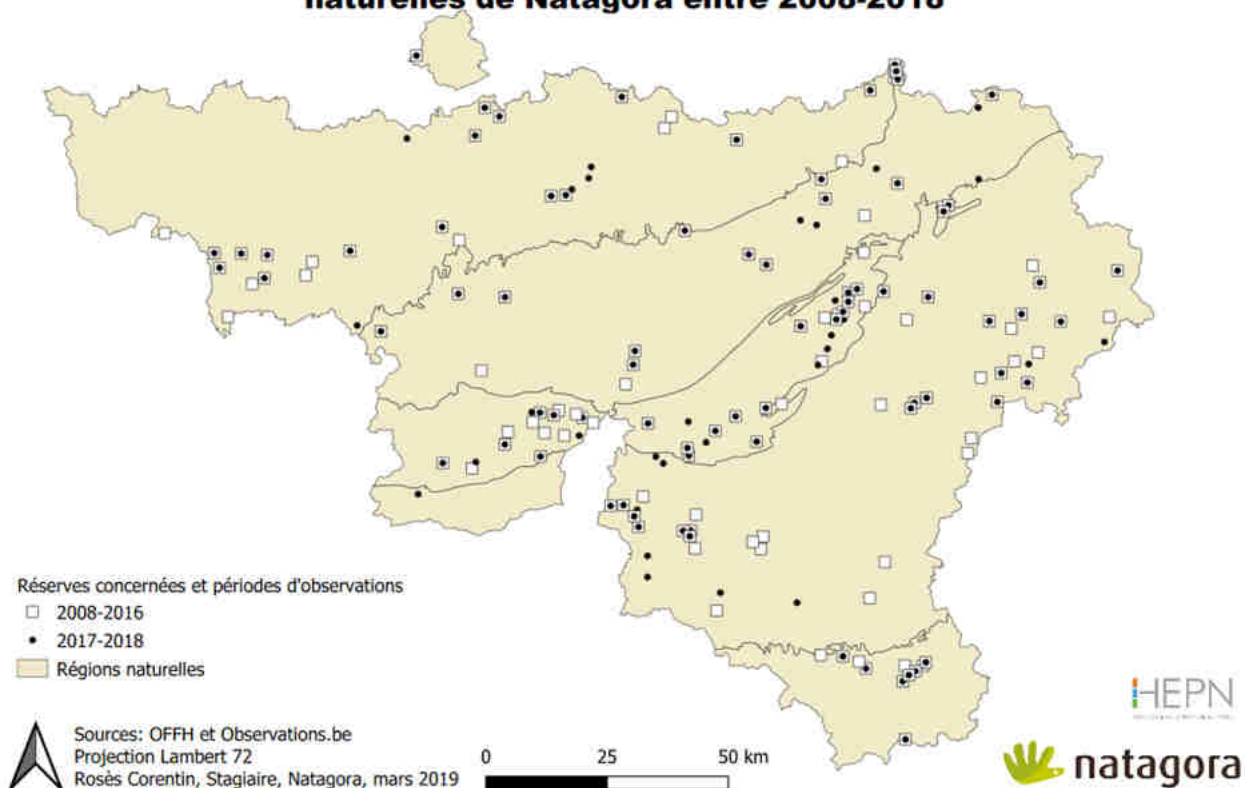 naturelles de Natagora entre 2008-2018
Réserves concernées et périodes d'observations
2008-2016
2017-2018
Régions naturelles
Sources: OFFH et Observations.be
Projection Lambert 72
Rosès Corentin, Stagiaire, Natagora, mars 2019
0 25 50 km
HEPN
natagora